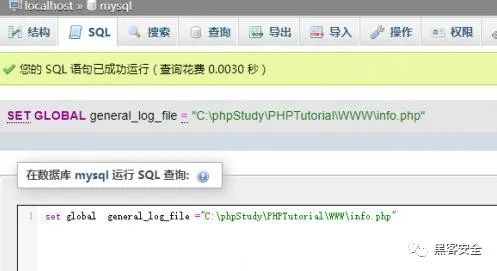 localhost » mysql
结构 SQL 搜索 查询 导出 导入 操作 权限
您的 SQL 语句已成功运行 ( 查询花费 0.0030 秒 )
SET GLOBAL general_log_file = "C:\phpStudy\PHPTutorial\WWW\info.php"
在数据库 mysql 运行 SQL 查询:
1 set global general_log_file ="C:\phpStudy\PHPTutorial\WWW\info.php"
黑客安全